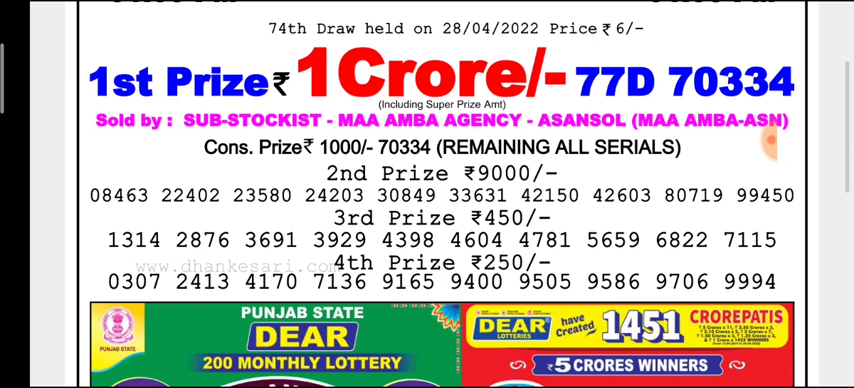 74th Draw held on 28/04/2022 Price ₹ 6/-
1st Prize ₹ 1 Crore/- 77D 70334
(Including Super Prize Amt)
Sold by : SUB-STOCKIST - MAA AMBA AGENCY - ASANSOL (MAA AMBA-ASN)
Cons. Prize ₹ 1000/- 70334 (REMAINING ALL SERIALS)
2nd Prize ₹9000/-
08463 22402 23580 24203 30849 33631 42150 42603 80719 99450
3rd Prize ₹450/-
1314 2876 3691 3929 4398 4604 4781 5659 6822 7115
www.dhankesari.com
4th Prize ₹250/-
0307 2413 4170 7136 9165 9400 9505 9586 9706 9994
PUNJAB STATE
DEAR
200 MONTHLY LOTTERY
PUNJAB STATE
DEAR
LOTTERIES
have
Created
1451
CROREPATIS
₹5 CRORES WINNERS